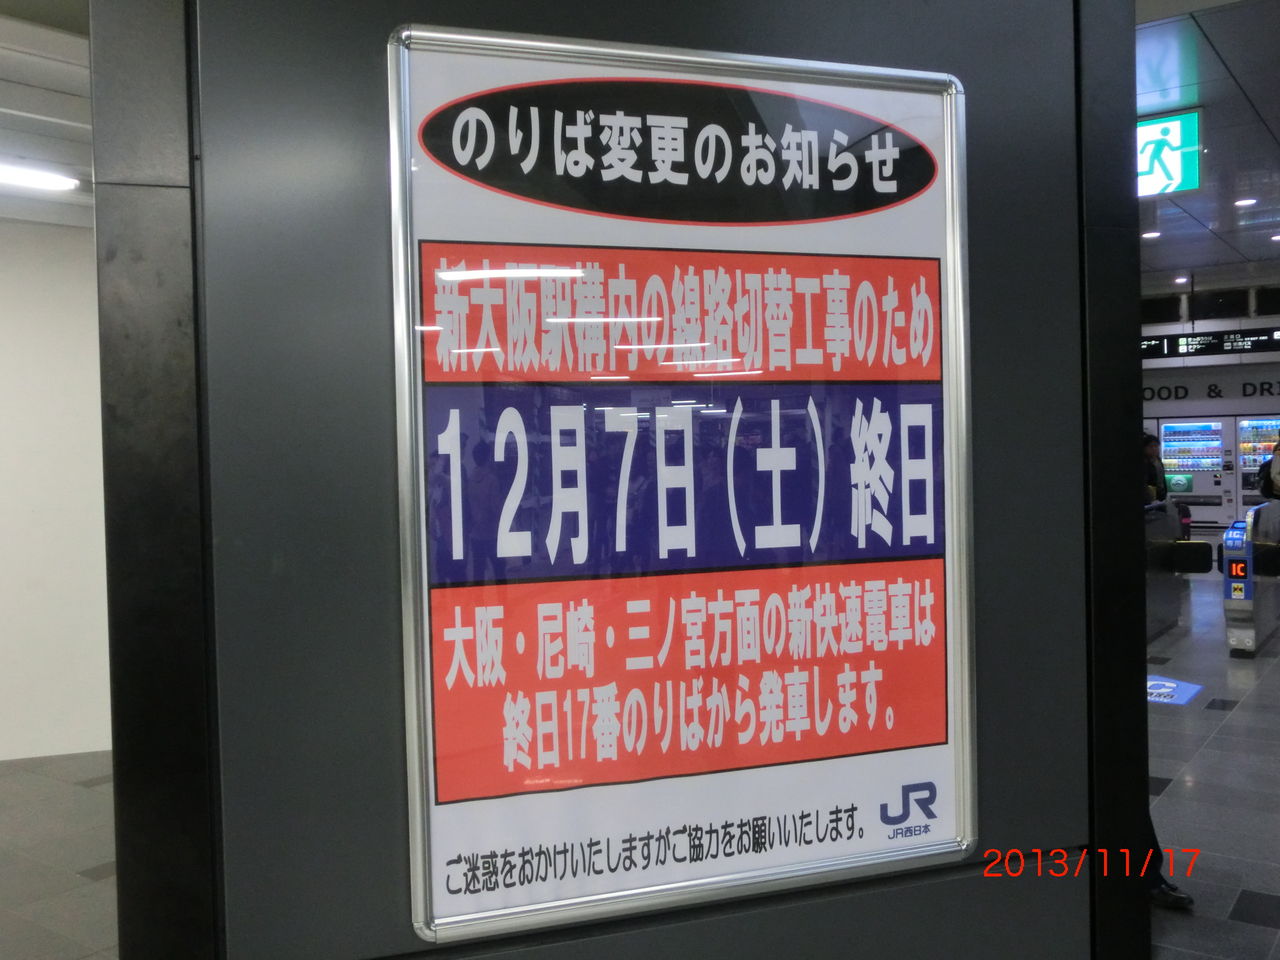 のりば変更のお知らせ
新大阪駅構内の線路切替工事のため
12月7日（土）終日
大阪・尼崎・三ノ宮方面の新快速電車は
終日17番のりばから発車します。
ご迷惑をおかけいたしますがご協力をお願いいたします。
JR
JR西日本
OOD & DRI
IC
IC
2013/11/17